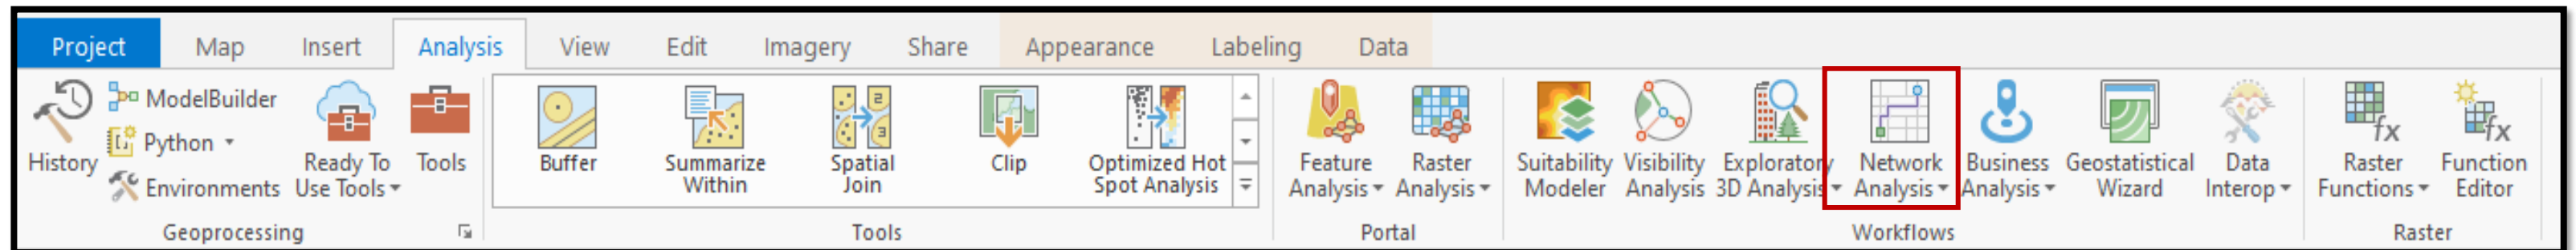 Project Map Insert Analysis View Edit Imagery Share Appearance Labeling Data
History
ModelBuilder
Python
Environments
Ready To
Use Tools
Tools
Geoprocessing
Buffer
Summarize
Within
Spatial
Join
Clip
Optimized Hot
Spot Analysis
Tools
Feature
Analysis
Raster
Analysis
Portal
Suitability
Modeler
Visibility
Analysis
Exploratory
3D Analysis
Network
Analysis
Business
Analysis
Geostatistical
Wizard
Data
Interop
Workflows
fx
Raster
Functions
fx
Function
Editor
Raster